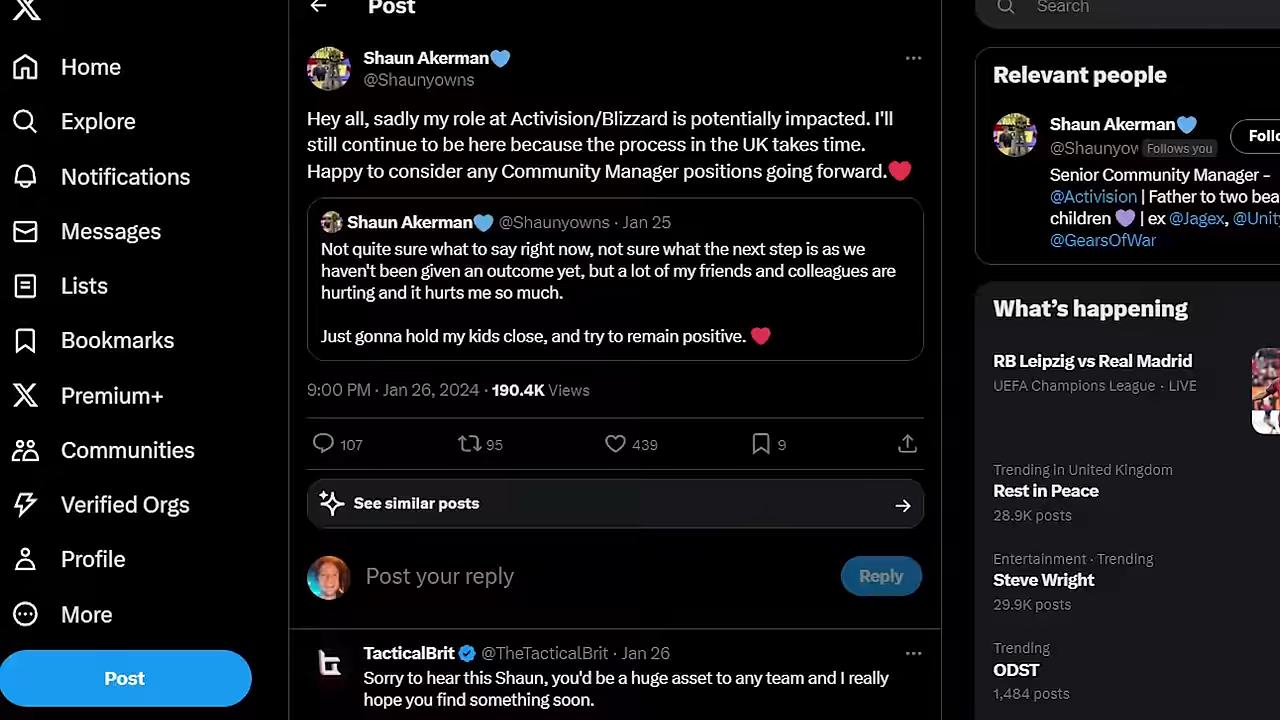 Home
Explore
Notifications
Messages
Lists
Bookmarks
Premium+
Communities
Verified Orgs
Profile
More
Post
Post
Shaun Akerman💙
@Shaunyowns
Hey all, sadly my role at Activision/Blizzard is potentially impacted. I'll
still continue to be here because the process in the UK takes time.
Happy to consider any Community Manager positions going forward.❤️
Shaun Akerman💙 @Shaunyowns · Jan 25
Not quite sure what to say right now, not sure what the next step is as we
haven't been given an outcome yet, but a lot of my friends and colleagues are
hurting and it hurts me so much.
Just gonna hold my kids close, and try to remain positive. ❤️
9:00 PM · Jan 26, 2024 · 190.4K Views
107 95 439 9
See similar posts
Post your reply
Reply
TacticalBrit @TheTacticalBrit · Jan 26
Sorry to hear this Shaun, you'd be a huge asset to any team and I really
hope you find something soon.
Search
Relevant people
Shaun Akerman💙
@Shaunyow Follows you
Follo
Senior Community Manager -
@Activision | Father to two bea
children 💜 | ex @Jagex, @Unit
@GearsOfWar
What's happening
RB Leipzig vs Real Madrid
UEFA Champions League · LIVE
Trending in United Kingdom
Rest in Peace
28.9K posts
Entertainment · Trending
Steve Wright
29.9K posts
Trending
ODST
1,484 posts